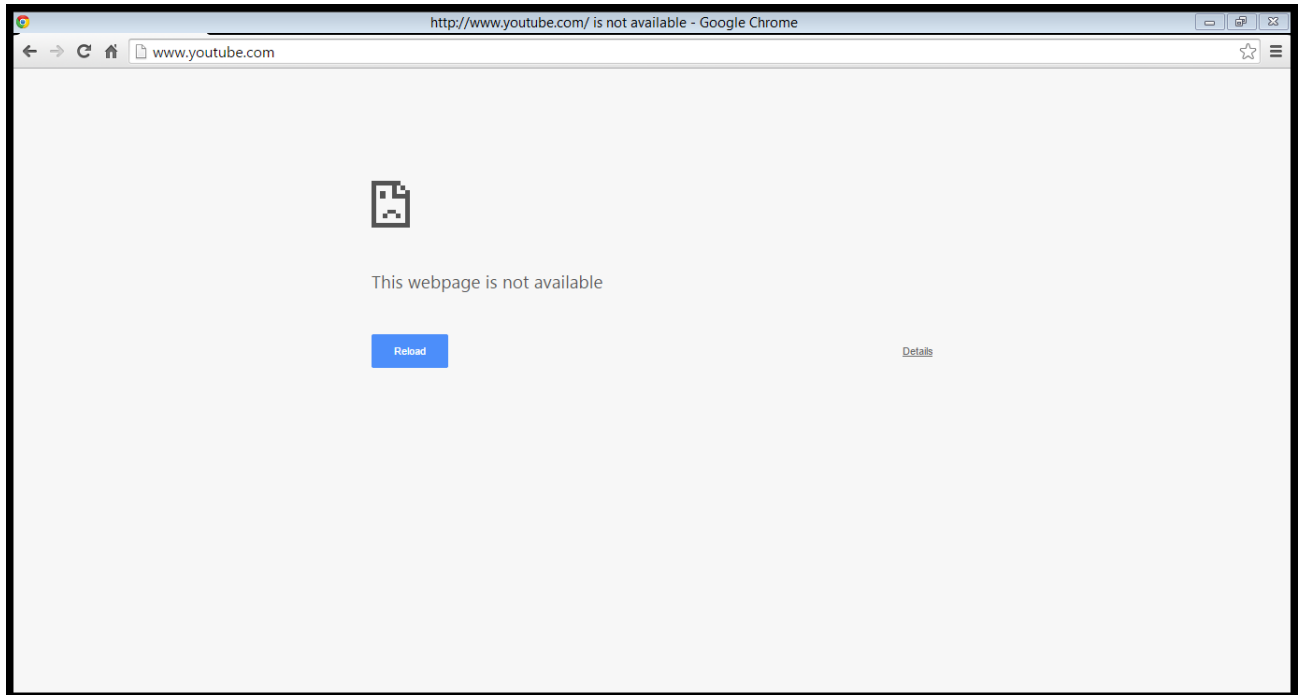 http://www.youtube.com/ is not available - Google Chrome
www.youtube.com
This webpage is not available
Reload
Details